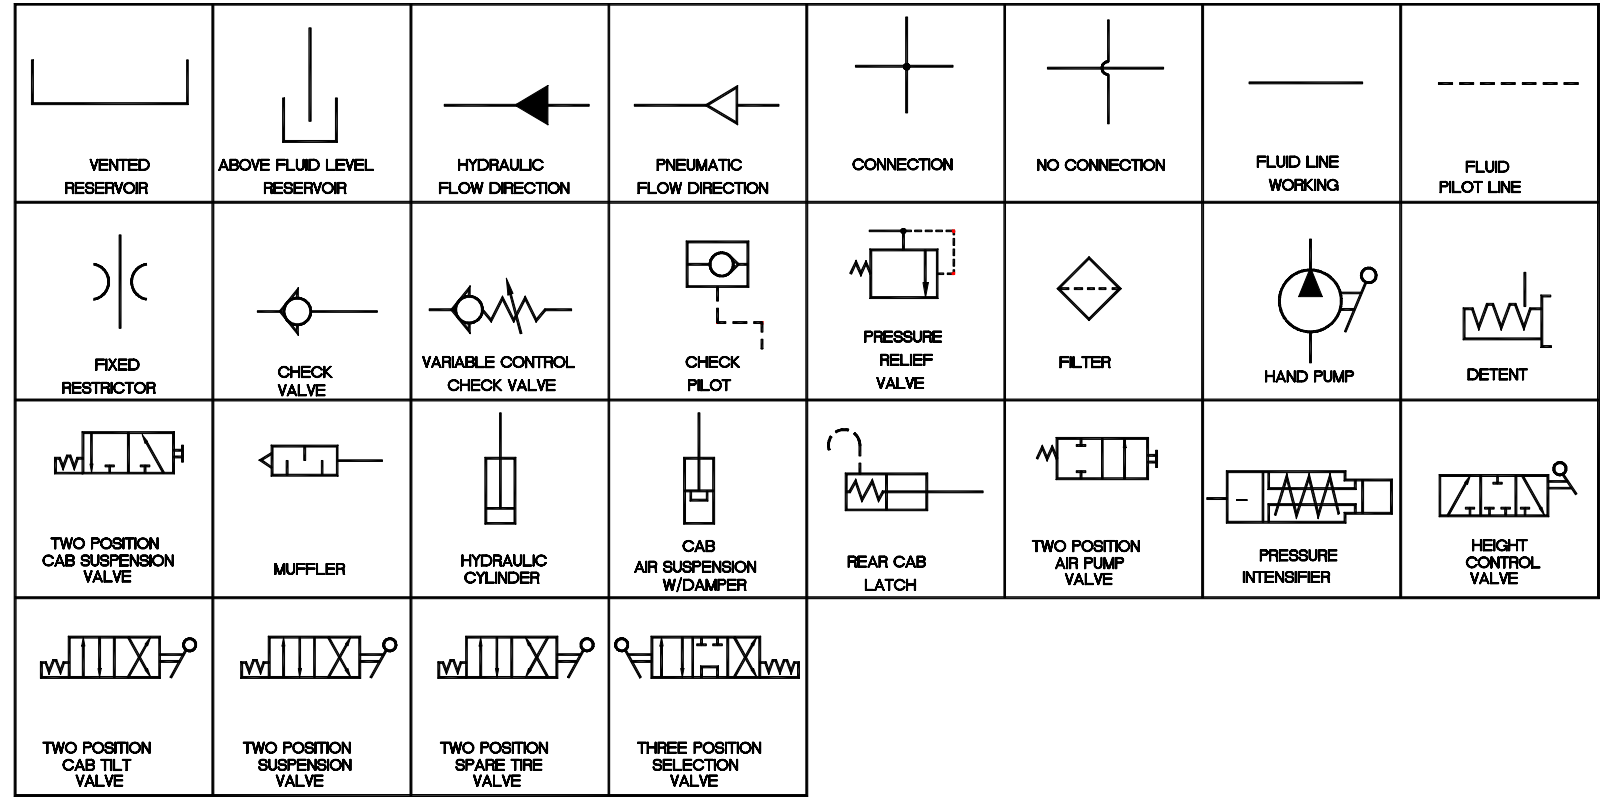 VENTED
RESERVOIR
ABOVE FLUID LEVEL
RESERVOIR
HYDRAULIC
FLOW DIRECTION
PNEUMATIC
FLOW DIRECTION
CONNECTION
NO CONNECTION
FLUID LINE
WORKING
FLUID
PILOT LINE
FIXED
RESTRICTOR
CHECK
VALVE
VARIABLE CONTROL
CHECK VALVE
CHECK
PILOT
PRESSURE
RELIEF
VALVE
FILTER
HAND PUMP
DETENT
TWO POSITION
CAB SUSPENSION
VALVE
MUFFLER
HYDRAULIC
CYLINDER
CAB
AIR SUSPENSION
W/DAMPER
REAR CAB
LATCH
TWO POSITION
AIR PUMP
VALVE
PRESSURE
INTENSIFIER
HEIGHT
CONTROL
VALVE
TWO POSITION
CAB TILT
VALVE
TWO POSITION
SUSPENSION
VALVE
TWO POSITION
SPARE TIRE
VALVE
THREE POSITION
SELECTION
VALVE